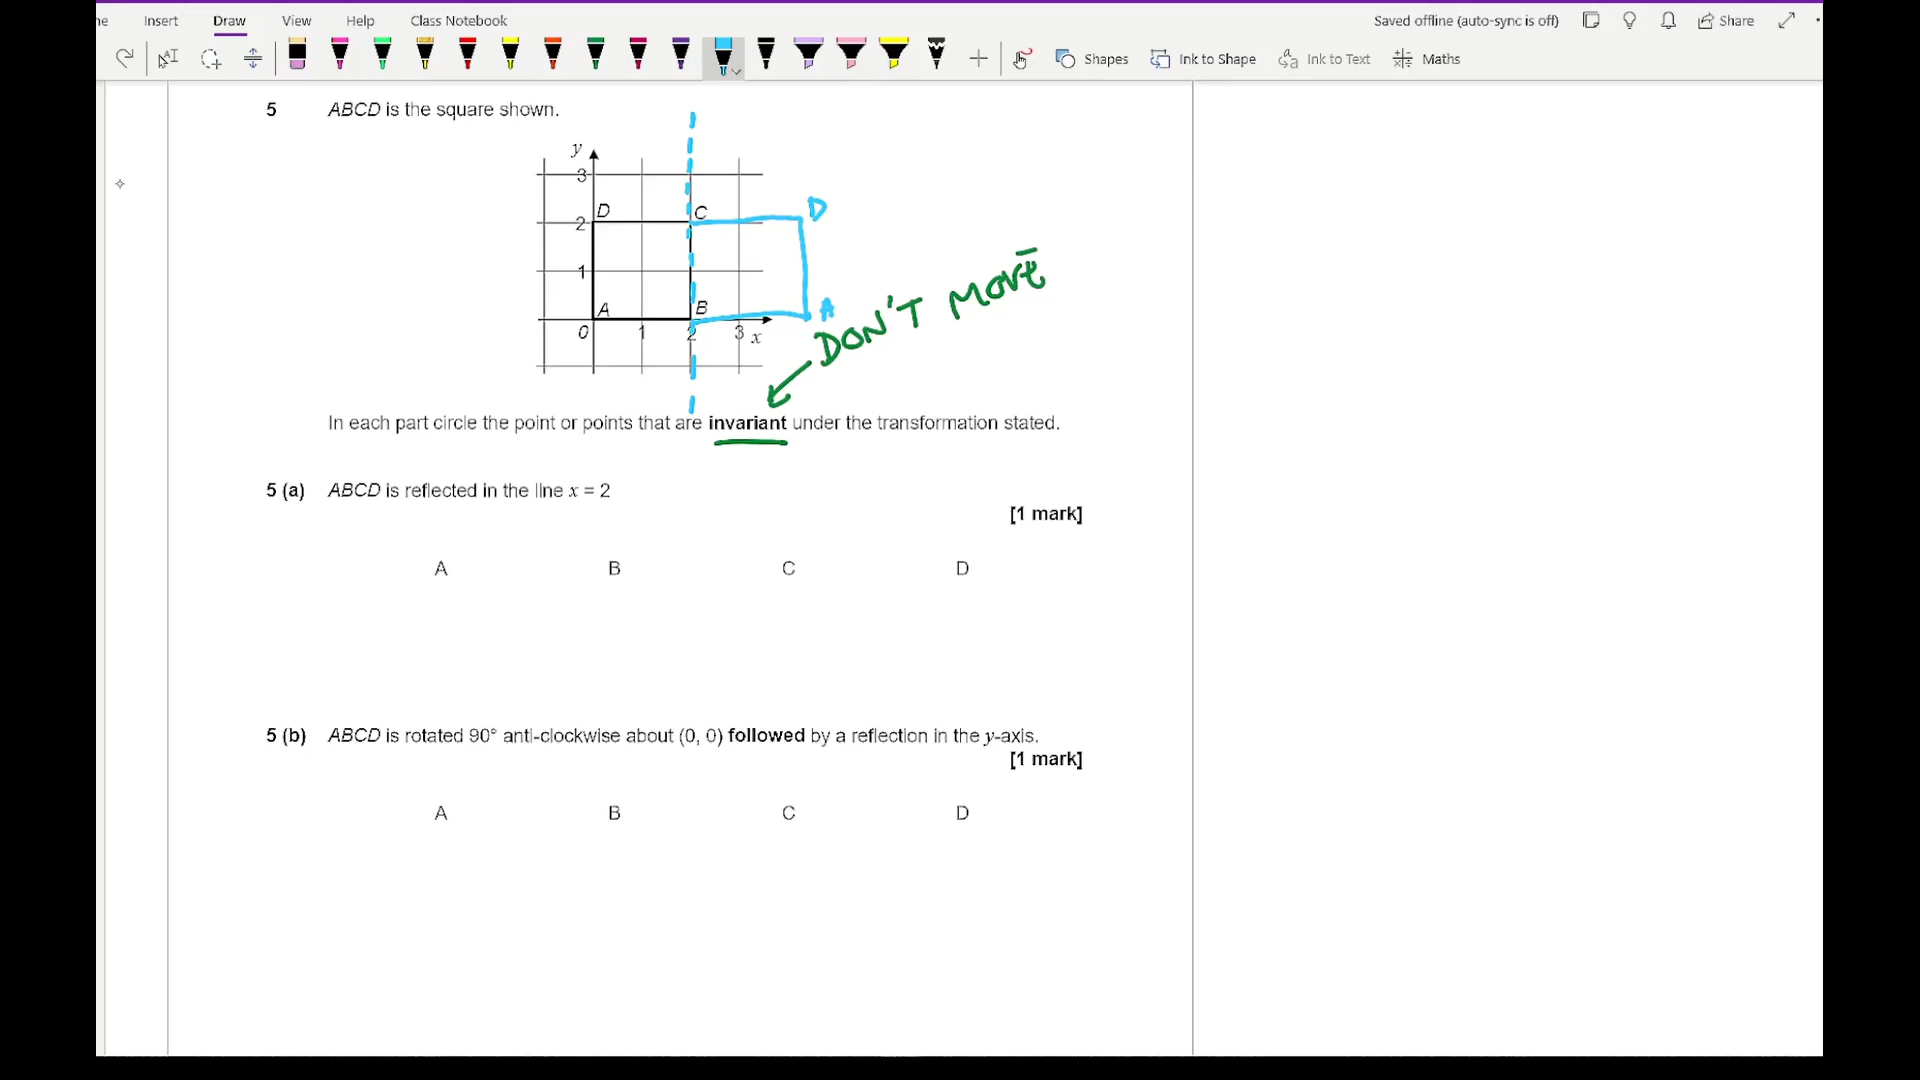 ne Insert Draw View Help Class Notebook Saved offline (auto-sync is off) Share
Shapes Ink to Shape Ink to Text Maths
5 ABCD is the square shown.
y
3
D C D
2
DON'T MOVE
1
A B A
0 1 2 3 x
In each part circle the point or points that are invariant under the transformation stated.
5 (a) ABCD is reflected in the line x = 2
[1 mark]
A B C D
5 (b) ABCD is rotated 90° anti-clockwise about (0, 0) followed by a reflection in the y-axis.
[1 mark]
A B C D